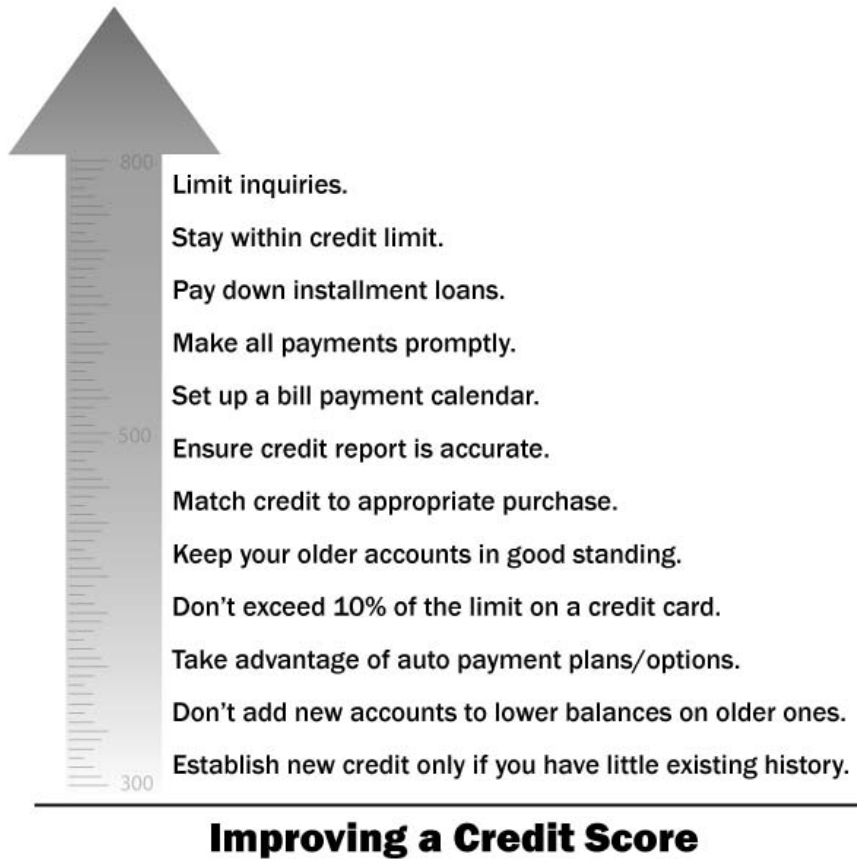 800
Limit inquiries.
Stay within credit limit.
Pay down installment loans.
Make all payments promptly.
Set up a bill payment calendar.
500
Ensure credit report is accurate.
Match credit to appropriate purchase.
Keep your older accounts in good standing.
Don't exceed 10% of the limit on a credit card.
Take advantage of auto payment plans/options.
Don't add new accounts to lower balances on older ones.
Establish new credit only if you have little existing history.
300
Improving a Credit Score